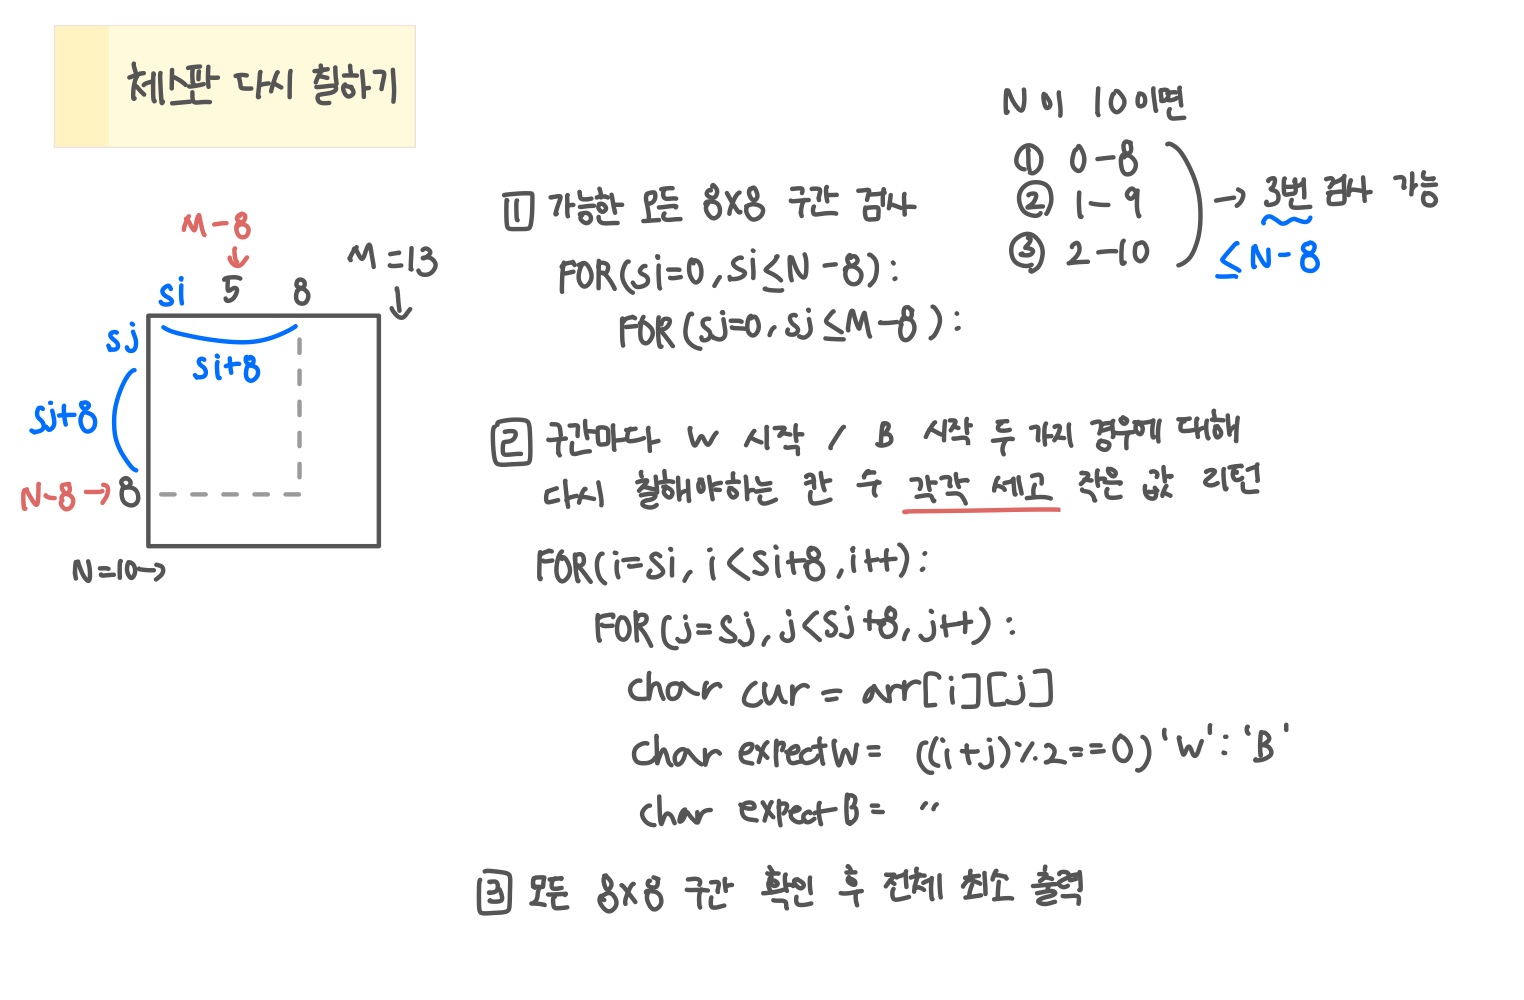 체스판 다시 칠하기
N이 10이면
① 0-8
② 1-9
③ 2-10
→ 3번 검사 가능
≤N-8
M-8
↓
M=13
↓
si 5 8
sj
si+8
sj+8
N-8→8
N=10→
1 가능한 모든 8x8 구간 검사
FOR(si=0, si≤N-8):
FOR(sj=0, sj≤M-8):
2 구간마다 W 시작 / B 시작 두 가지 경우에 대해
다시 칠해야하는 칸 수 각각 세고 작은 값 리턴
FOR(i=si, i<si+8, i++):
FOR(j=sj, j<sj+8, j++):
char cur = arr[i][j]
char expectW= ((i+j)%2==0)'W':'B'
char expectB= "
3 모든 8x8 구간 확인 후 전체 최소 출력